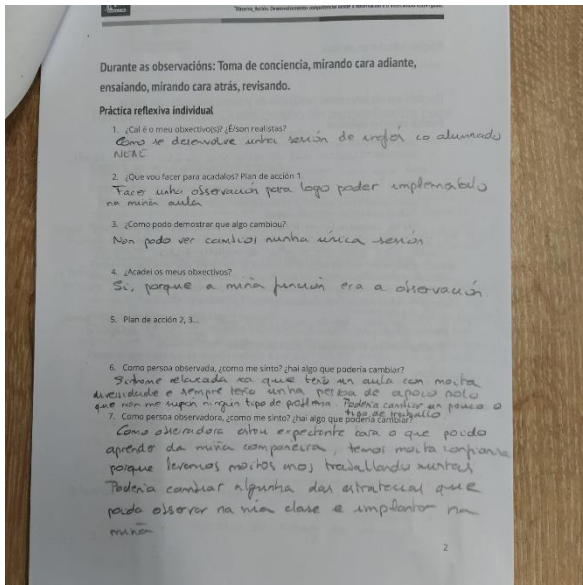 Durante as observacións: Toma de conciencia, mirando cara adiante,
ensaiando, mirando cara atrás, revisando.
Práctica reflexiva individual
1. ¿Cal é o meu obxectivo(s)? ¿É/son realistas?
Como se desenvolve unha sesión de inglés co alumnado
NEAE
2. ¿Que vou facer para acadalos? Plan de acción 1.
Facer unha observación para logo poder implementalo
na miña aula
3. ¿Como podo demostrar que algo cambiou?
Non podo ver cambios nunha única sesión
4. ¿Acadei os meus obxectivos?
Si, porque a miña función era a observación.
5. Plan de acción 2, 3...
6. Como persoa observada, ¿como me sinto? ¿hai algo que podería cambiar?
Síntome relaxada xa que teño un aula con moita
diversidade e sempre teño unha persoa de apoio polo
que non me supón ningún tipo de problema. Podería cambiar un pouco o
tipo de traballo
7. Como persoa observadora, ¿como me sinto? ¿hai algo que podería cambiar?
Como observadora estou expectante cara o que poido
aprender da miña compañeira, temos moita confianza
porque levamos moitos anos traballando xuntas
Podería cambiar algunha das estratexias que
poida observar na súa clase e implantar na
miña
2